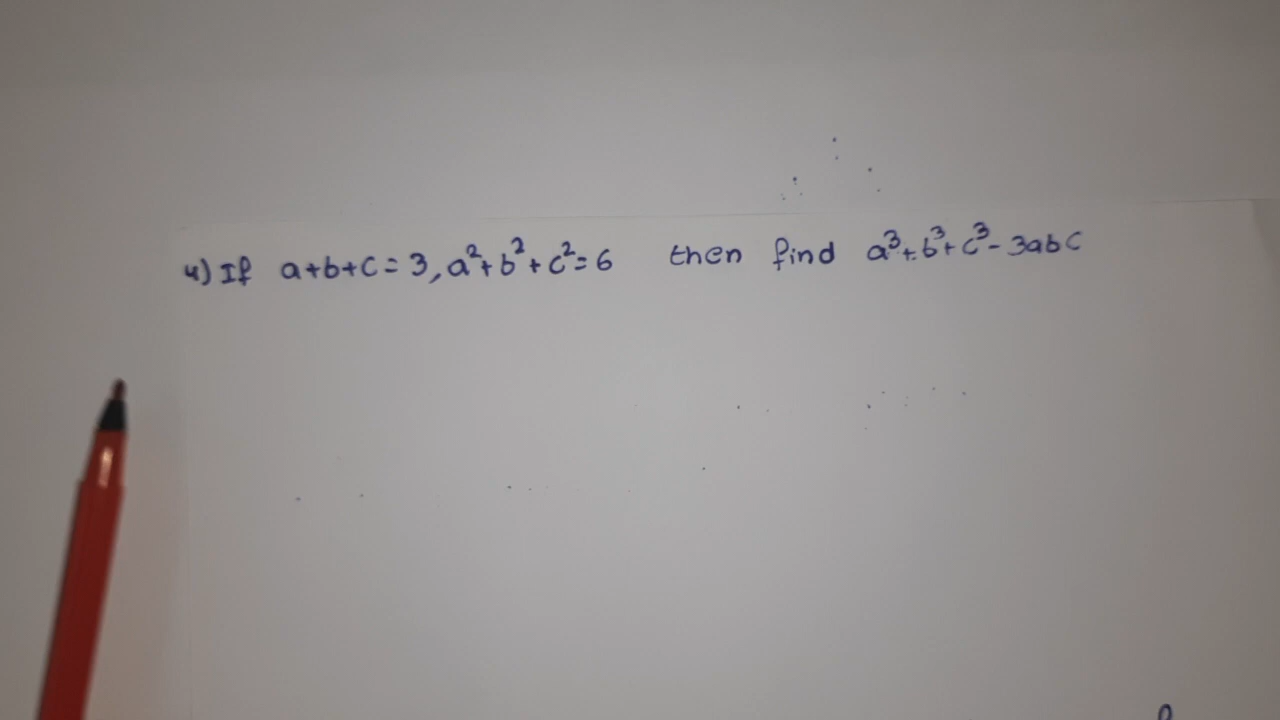 4) If a+b+c = 3, a²+b²+c² = 6 then find a³+b³+c³-3abc